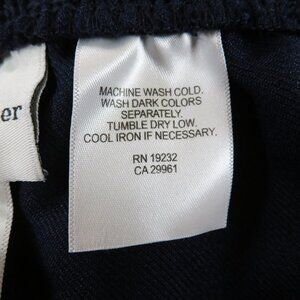 er
MACHINE WASH COLD.
WASH DARK COLORS
SEPARATELY.
TUMBLE DRY LOW.
COOL IRON IF NECESSARY.
RN 19232
CA 29961